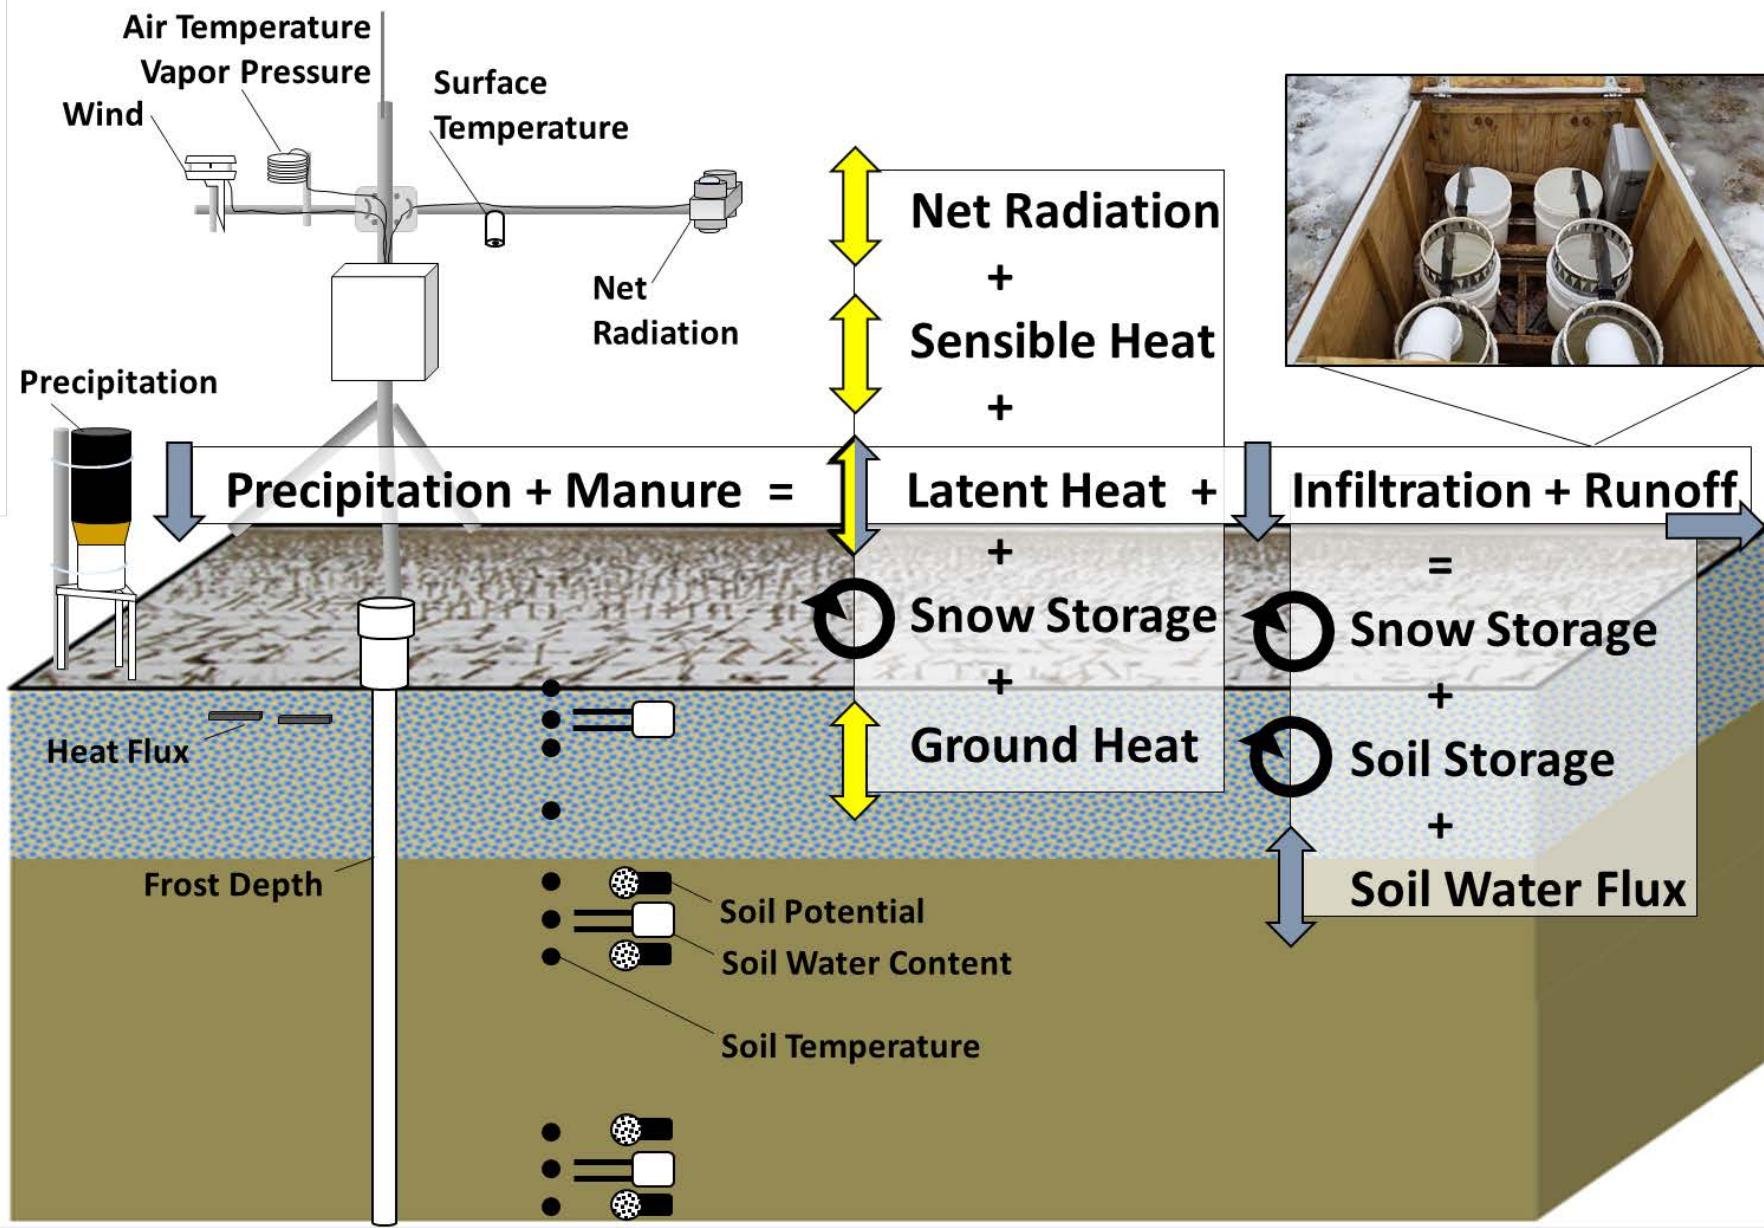 Air Temperature
Vapor Pressure
Wind
Surface
Temperature
Net
Radiation
Precipitation
Net Radiation
+
Sensible Heat
+
Precipitation + Manure = Latent Heat + Infiltration + Runoff
+
Snow Storage
+
Ground Heat
=
Snow Storage
+
Soil Storage
+
Soil Water Flux
Heat Flux
Frost Depth
Soil Potential
Soil Water Content
Soil Temperature